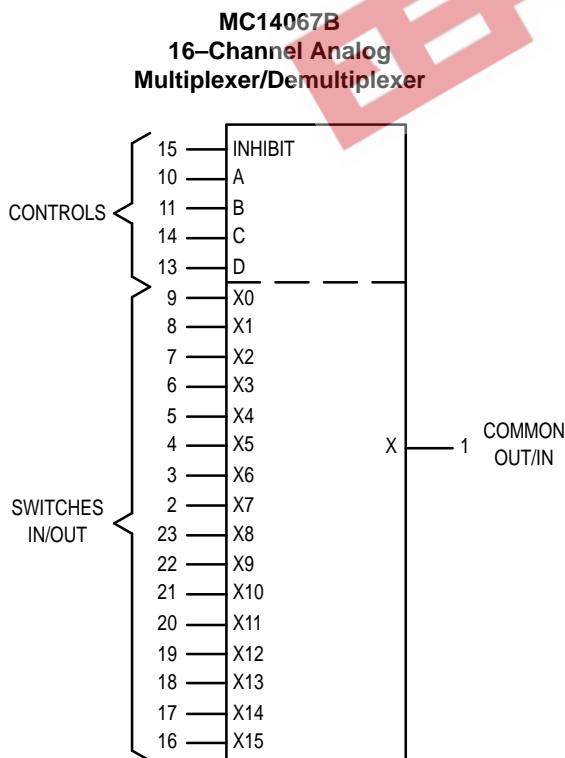 MC14067B
16–Channel Analog
Multiplexer/Demultiplexer
CONTROLS
15 INHIBIT
10 A
11 B
14 C
13 D
SWITCHES
IN/OUT
9 X0
8 X1
7 X2
6 X3
5 X4
4 X5
3 X6
2 X7
23 X8
22 X9
21 X10
20 X11
19 X12
18 X13
17 X14
16 X15
X 1 COMMON
OUT/IN